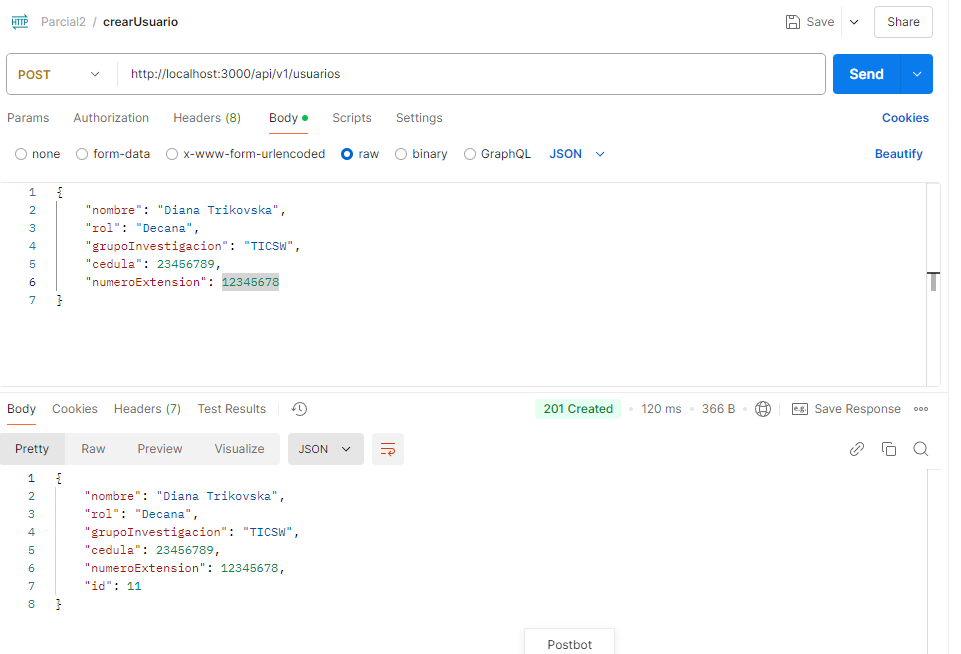 HTTP Parcal2 / crearUsuario Save Share
POST http://localhost:3000/api/v1/usuarios Send
Params Authorization Headers (8) Body Scripts Settings Cookies
none form-data x-www-form-urlencoded raw binary GraphQL JSON Beautify
1 {
2 "nombre": "Diana Trikovska",
3 "rol": "Decana",
4 "grupoInvestigacion": "TICSW",
5 "cedula": 23456789,
6 "numeroExtension": 12345678
7 }
Body Cookies Headers (7) Test Results 201 Created 120 ms 366 B e.g. Save Response
Pretty Raw Preview Visualize JSON
1 {
2 "nombre": "Diana Trikovska",
3 "rol": "Decana",
4 "grupoInvestigacion": "TICSW",
5 "cedula": 23456789,
6 "numeroExtension": 12345678,
7 "id": 11
8 }
Postbot